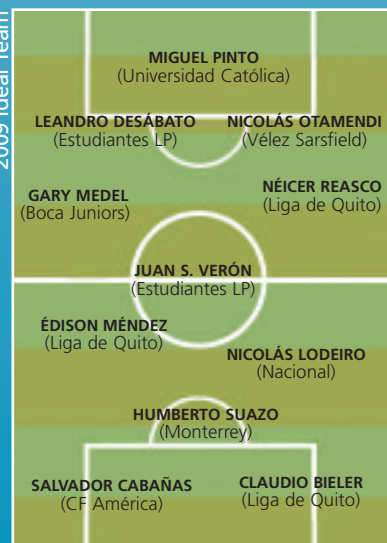 2009 Ideal Team
MIGUEL PINTO
(Universidad Católica)
LEANDRO DESÁBATO
(Estudiantes LP)
NICOLÁS OTAMENDI
(Vélez Sarsfield)
GARY MEDEL
(Boca Juniors)
NÉICER REASCO
(Liga de Quito)
JUAN S. VERÓN
(Estudiantes LP)
ÉDISON MÉNDEZ
(Liga de Quito)
NICOLÁS LODEIRO
(Nacional)
HUMBERTO SUAZO
(Monterrey)
SALVADOR CABAÑAS
(CF América)
CLAUDIO BIELER
(Liga de Quito)